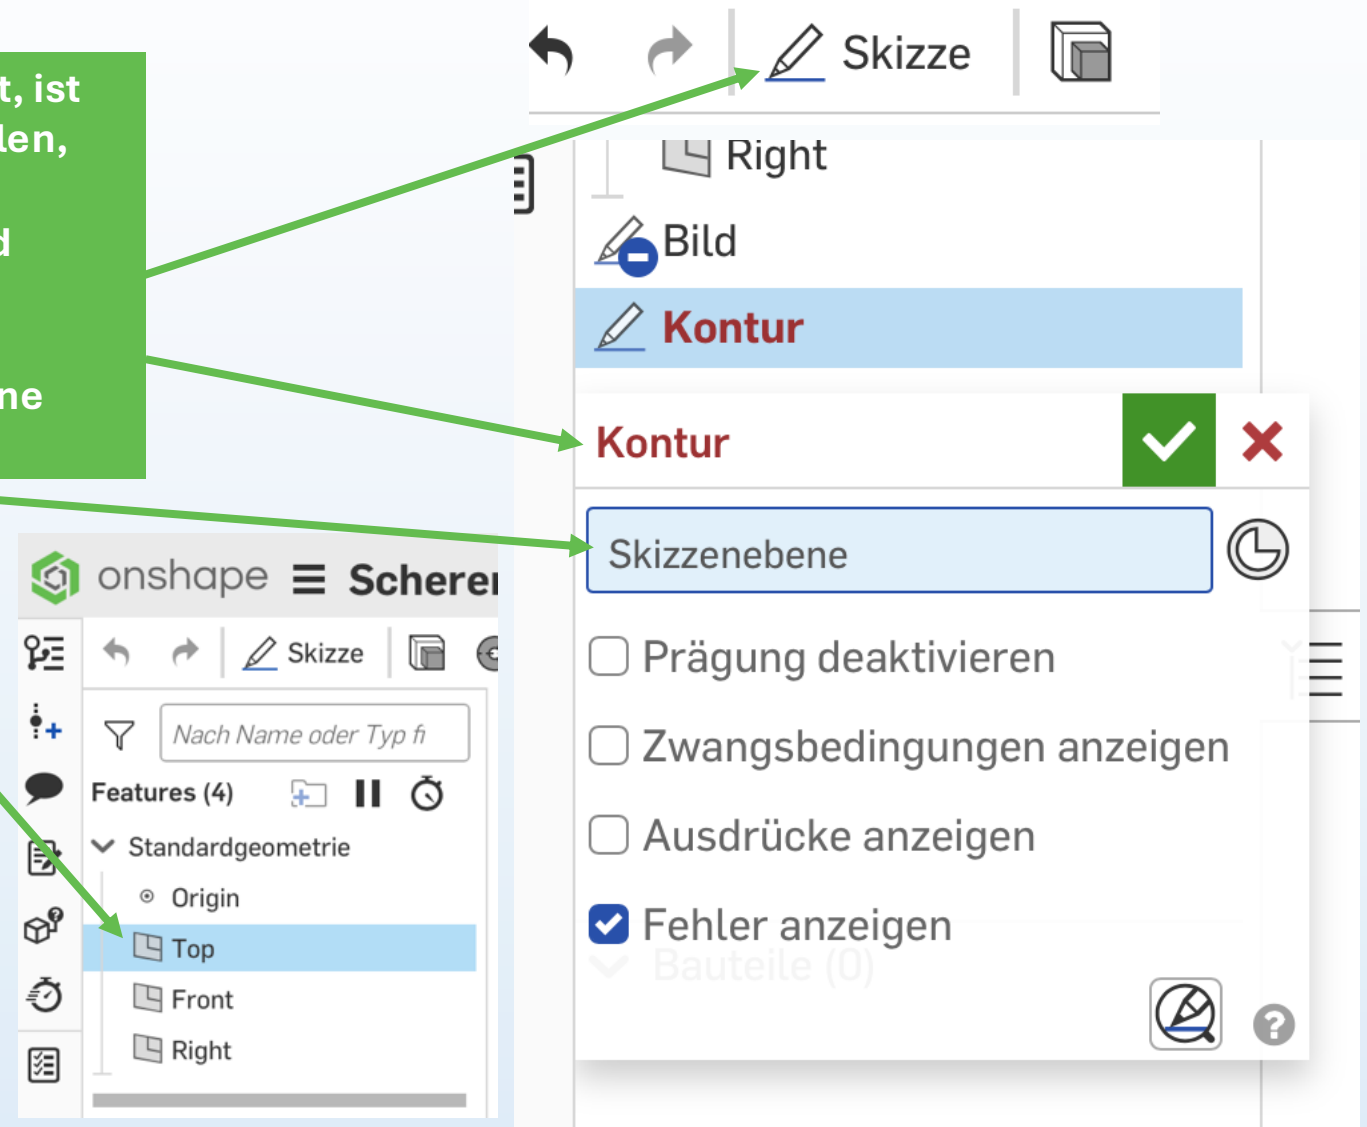 Skizze
t, ist
len,
d
ne
Right
Bild
Kontur
Kontur
Skizzenebene
Prägung deaktivieren
Zwangsbedingungen anzeigen
Ausdrücke anzeigen
Fehler anzeigen
Bauteile (0)
onshape Scheren
Skizze
Nach Name oder Typ fi
Features (4)
Standardgeometrie
Origin
Top
Front
Right